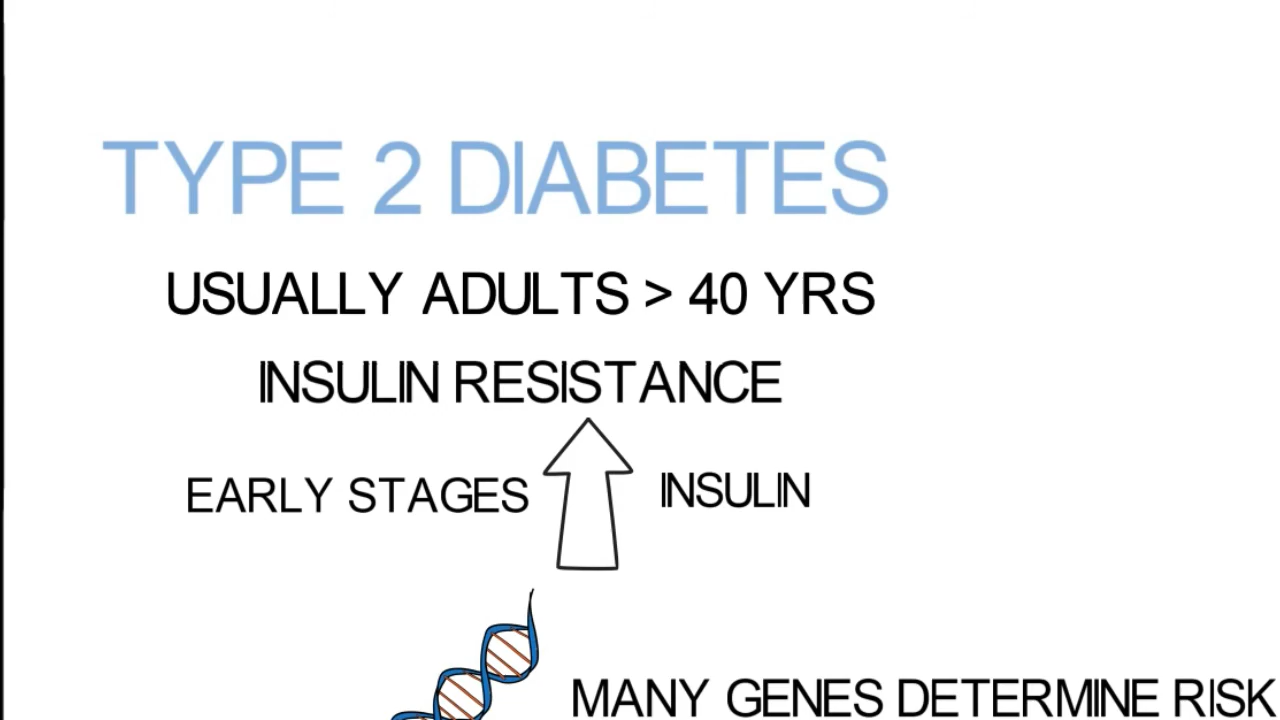 TYPE 2 DIABETES
USUALLY ADULTS > 40 YRS
INSULIN RESISTANCE
EARLY STAGES INSULIN
MANY GENES DETERMINE RISK